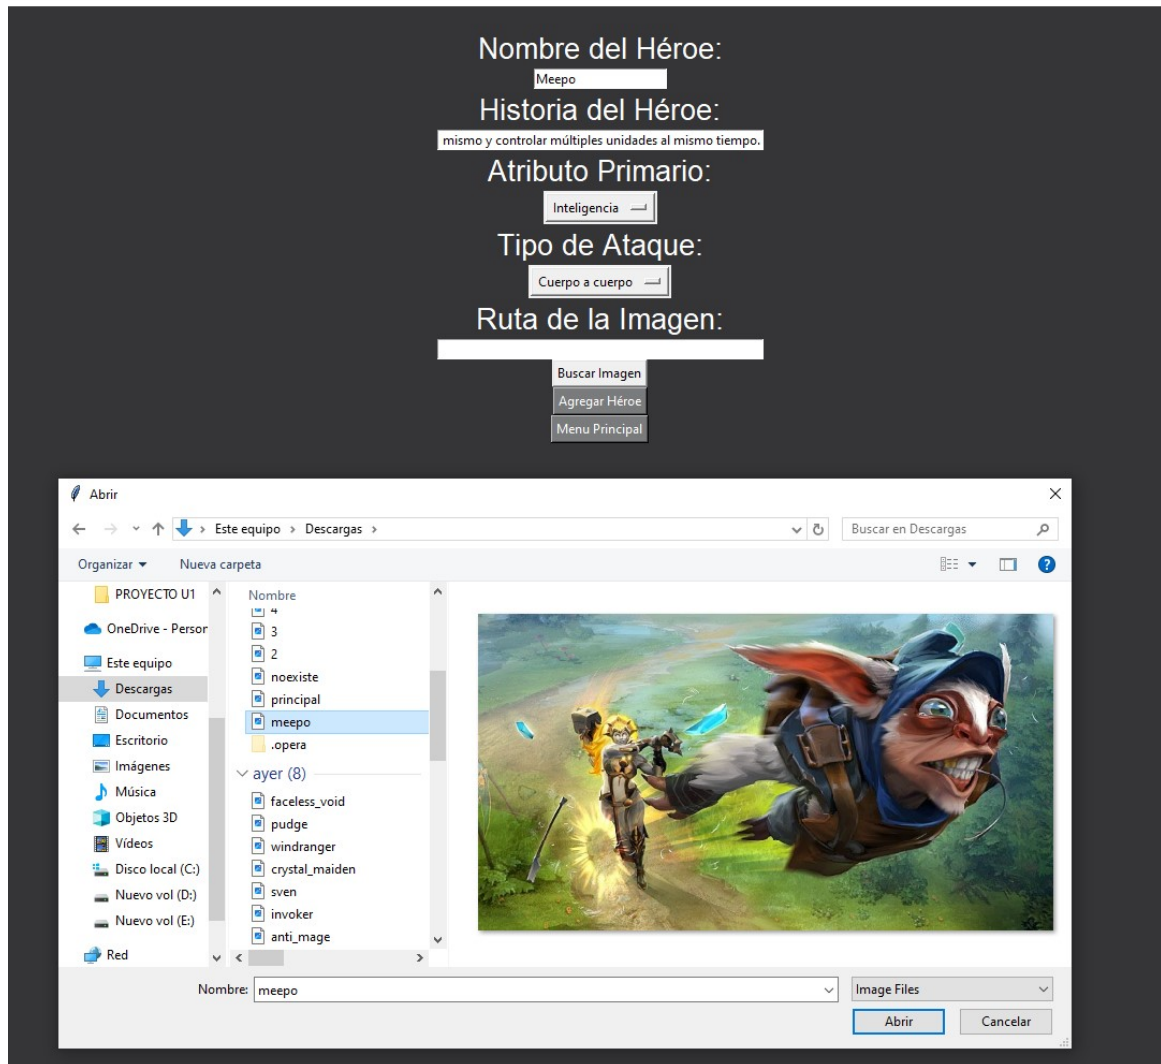 Nombre del Héroe:
Meepo
Historia del Héroe:
mismo y controlar múltiples unidades al mismo tiempo.
Atributo Primario:
Inteligencia
Tipo de Ataque:
Cuerpo a cuerpo
Ruta de la Imagen:
Buscar Imagen
Agregar Héroe
Menu Principal
Abrir
Este equipo > Descargas >
Buscar en Descargas
Organizar
Nueva carpeta
PROYECTO U1
OneDrive - Person
Este equipo
Descargas
Documentos
Escritorio
Imágenes
Música
Objetos 3D
Vídeos
Disco local (C:)
Nuevo vol (D:)
Nuevo vol (E:)
Red
Nombre
4
3
2
noexiste
principal
meepo
.opera
ayer (8)
faceless_void
pudge
windranger
crystal_maiden
sven
invoker
anti_mage
Nombre: meepo
Image Files
Abrir
Cancelar